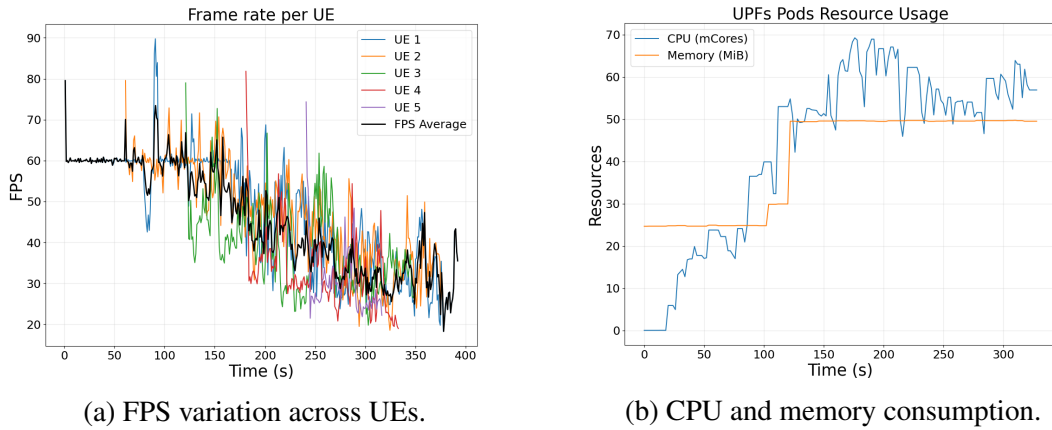 Frame rate per UE
90
80
70
60
50
40
30
20
FPS
UE 1
UE 2
UE 3
UE 4
UE 5
FPS Average
0 50 100 150 200 250 300 350 400
Time (s)
(a) FPS variation across UEs.
UPFs Pods Resource Usage
CPU (mCores)
Memory (MiB)
70
60
50
40
30
20
10
0
Resources
0 50 100 150 200 250 300
Time (s)
(b) CPU and memory consumption.